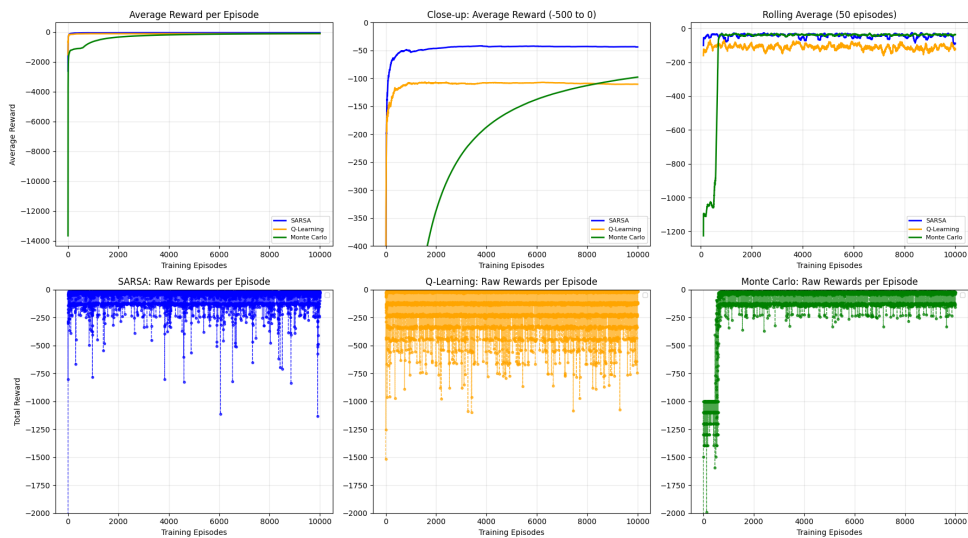 Average Reward per Episode
Average Reward
0
−2000
−4000
−6000
−8000
−10000
−12000
−14000
0 2000 4000 6000 8000 10000
Training Episodes
SARSA
Q-Learning
Monte Carlo
Close-up: Average Reward (-500 to 0)
0
−50
−100
−150
−200
−250
−300
−350
−400
0 2000 4000 6000 8000 10000
Training Episodes
SARSA
Q-Learning
Monte Carlo
Rolling Average (50 episodes)
0
−200
−400
−600
−800
−1000
−1200
0 2000 4000 6000 8000 10000
Training Episodes
SARSA
Q-Learning
Monte Carlo
SARSA: Raw Rewards per Episode
Total Reward
0
−250
−500
−750
−1000
−1250
−1500
−1750
−2000
0 2000 4000 6000 8000 10000
Training Episodes
Q-Learning: Raw Rewards per Episode
0
−250
−500
−750
−1000
−1250
−1500
−1750
−2000
0 2000 4000 6000 8000 10000
Training Episodes
Monte Carlo: Raw Rewards per Episode
0
−250
−500
−750
−1000
−1250
−1500
−1750
−2000
0 2000 4000 6000 8000 10000
Training Episodes